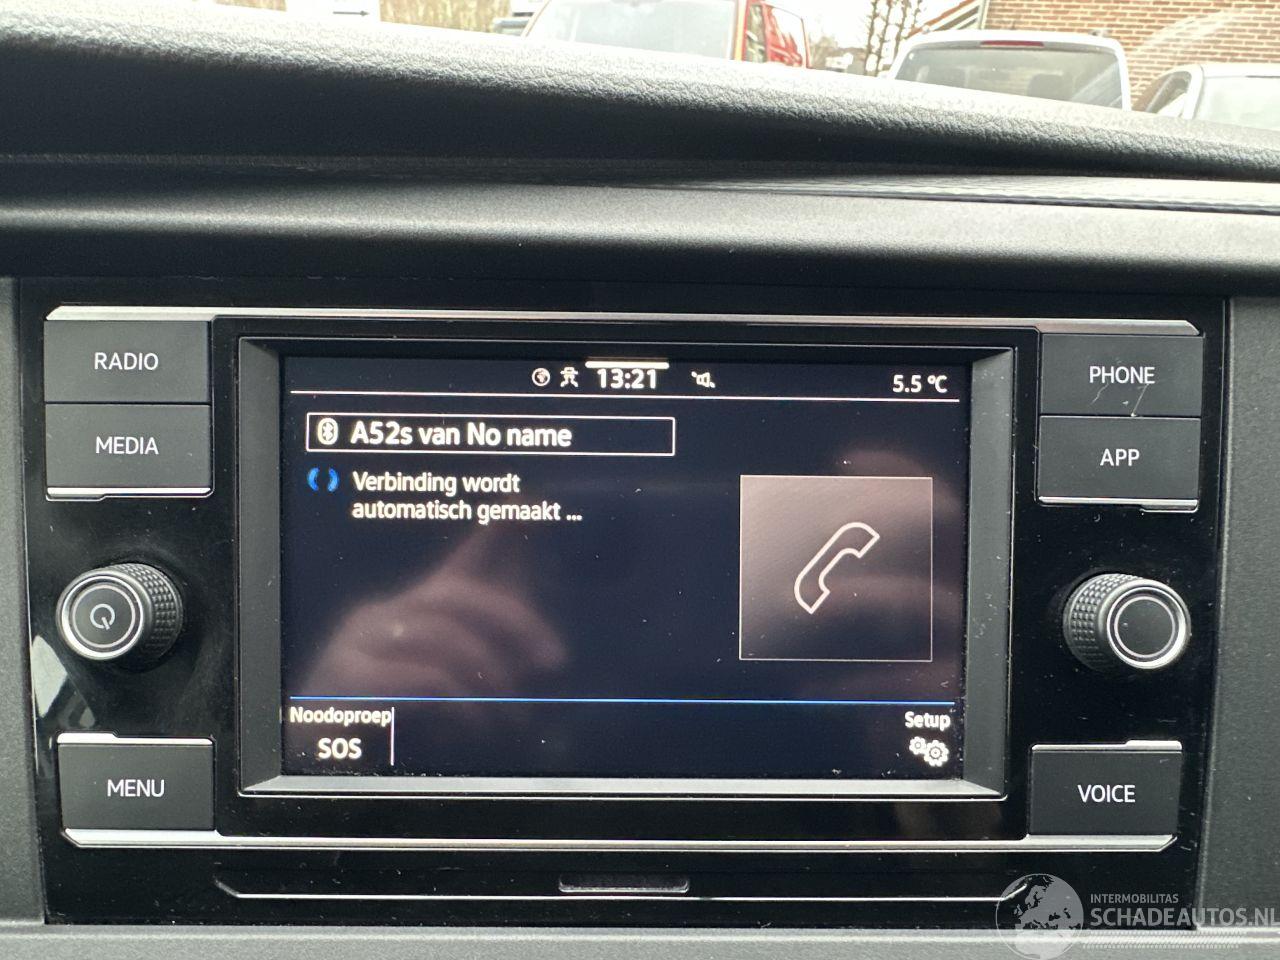 RADIO
MEDIA
MENU
PHONE
APP
VOICE
13:21
5.5 ºC
A52s van No name
Verbinding wordt
automatisch gemaakt ...
Noodoproep
SOS
Setup
INTERMOBILITAS
SCHADEAUTOS.NL